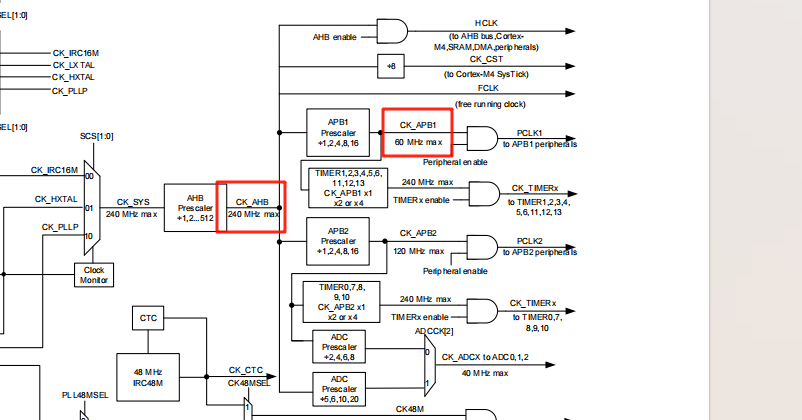 SEL[1:0]
CK_IRC16M
CK_LXTAL
CK_HXTAL
CK_PLLP
SEL[1:0]
SCS[1:0]
CK_IRC16M
00
CK_HXTAL
01
CK_PLLP
10
CK_SYS
240 MHz max
Clock
Monitor
AHB
Prescaler
÷1,2...512
CK_AHB
240 MHz max
AHB enable
HCLK
(to AHB bus,Cortex-
M4,SRAM,DMA,peripherals)
÷8
CK_CST
(to Cortex-M4 SysTick)
FCLK
(free running clock)
APB1
Prescaler
÷1,2,4,8,16
CK_APB1
60 MHz max
PCLK1
to APB1 peripherals
Peripheral enable
TIMER1,2,3,4,5,6,
11,12,13
CK_APB1 x1
x2 or x4
240 MHz max
TIMERx enable
CK_TIMERx
to TIMER1,2,3,4,
5,6,11,12,13
APB2
Prescaler
÷1,2,4,8,16
CK_APB2
120 MHz max
PCLK2
to APB2 peripherals
Peripheral enable
TIMER0,7,8,
9,10
CK_APB2 x1
x2 or x4
240 MHz max
TIMERx enable
CK_TIMERx
to TIMER0,7,
8,9,10
ADC
Prescaler
÷2,4,6,8
ADCCK[2]
0
1
CK_ADCX to ADC0,1,2
40 MHz max
ADC
Prescaler
÷5,6,10,20
CTC
48 MHz
IRC48M
CK_CTC
CK48MSEL
1
PLL48MSEL
CK48M